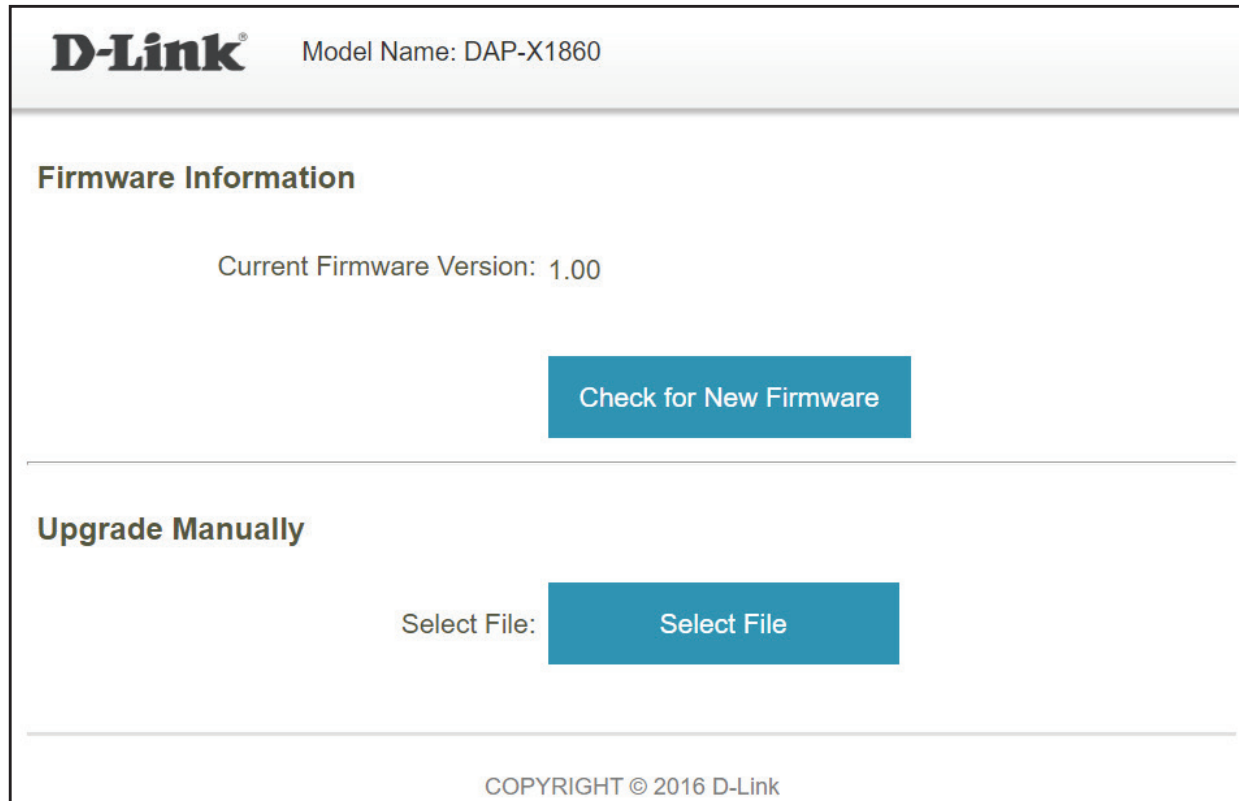 D-Link® Model Name: DAP-X1860
Firmware Information
Current Firmware Version: 1.00
Check for New Firmware
Upgrade Manually
Select File: Select File
COPYRIGHT © 2016 D-Link